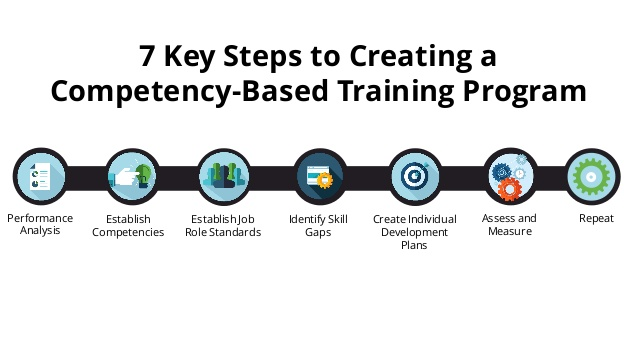 7 Key Steps to Creating a
Competency-Based Training Program
Performance
Analysis
Establish
Competencies
Establish Job
Role Standards
Identify Skill
Gaps
Create Individual
Development
Plans
Assess and
Measure
Repeat